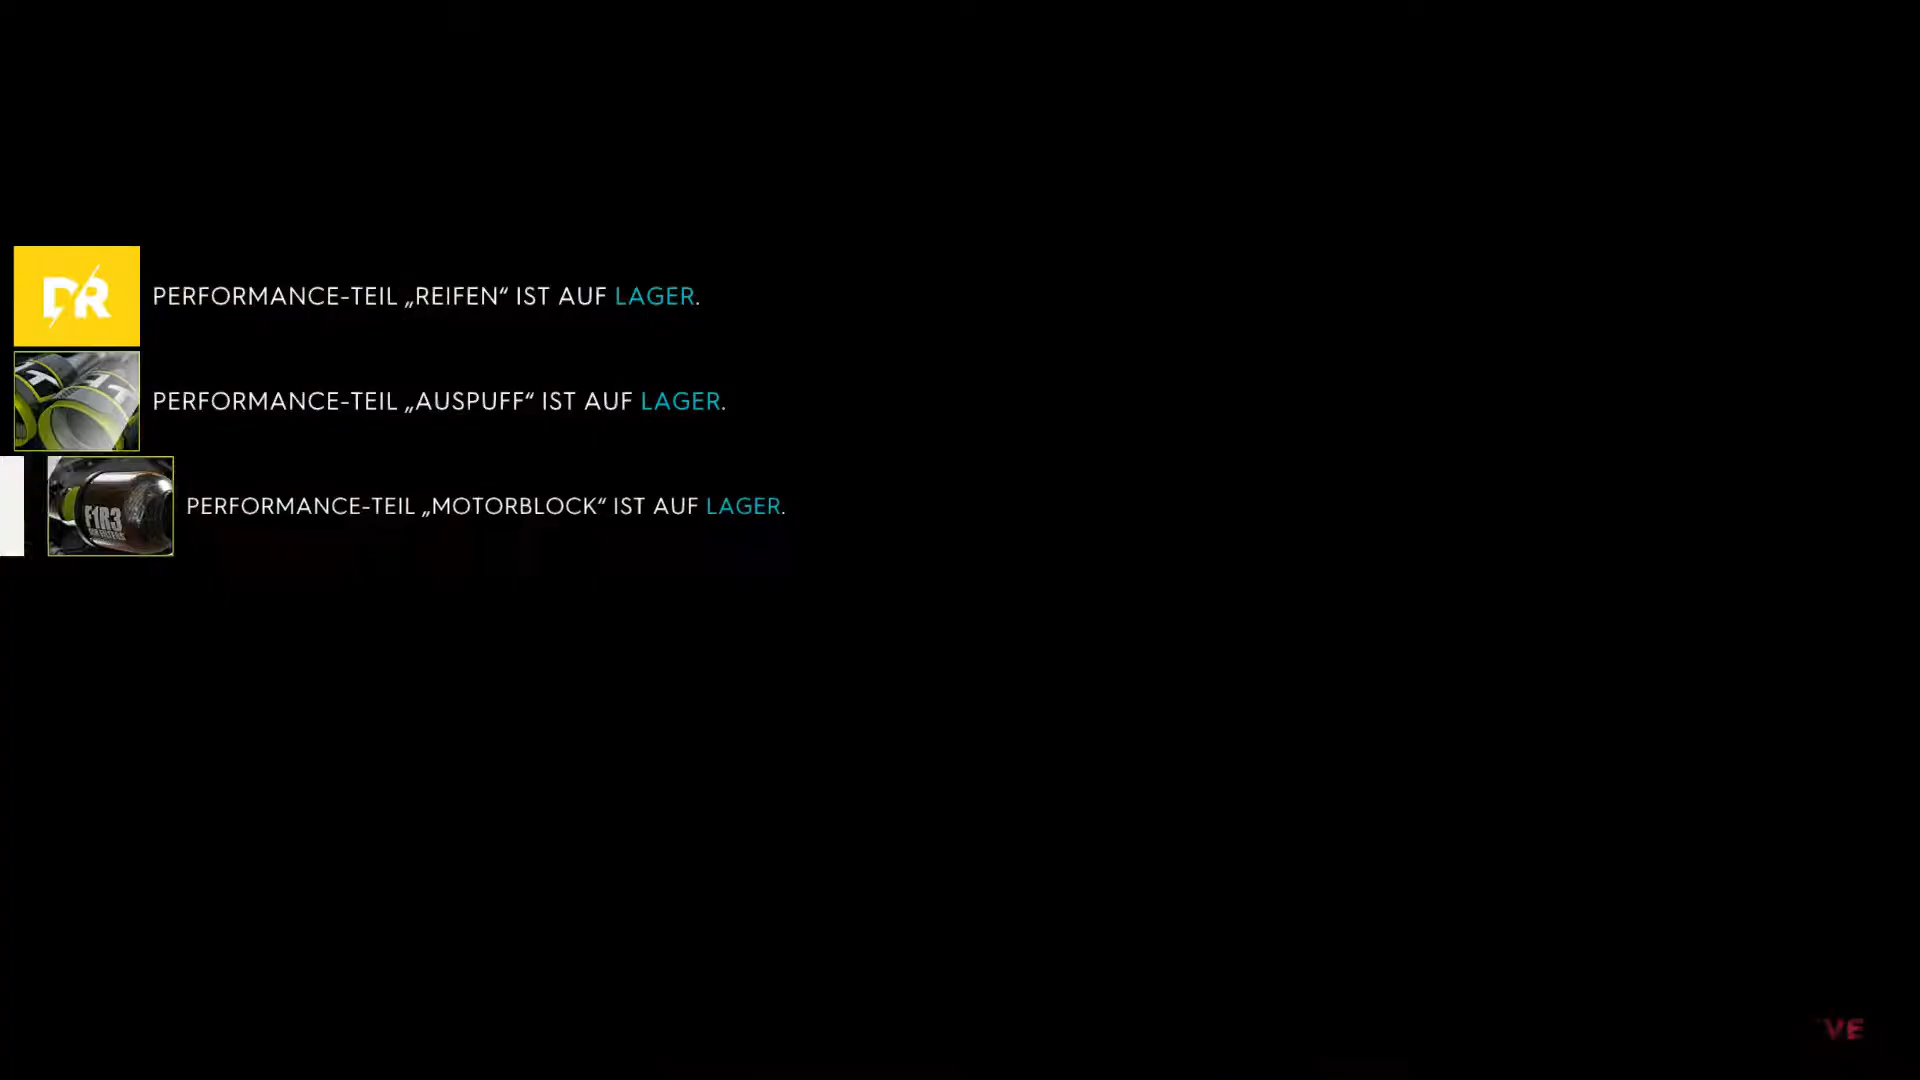 DR
PERFORMANCE-TEIL „REIFEN“ IST AUF LAGER.
PERFORMANCE-TEIL „AUSPUFF“ IST AUF LAGER.
F1R3
PERFORMANCE-TEIL „MOTORBLOCK“ IST AUF LAGER.
VE